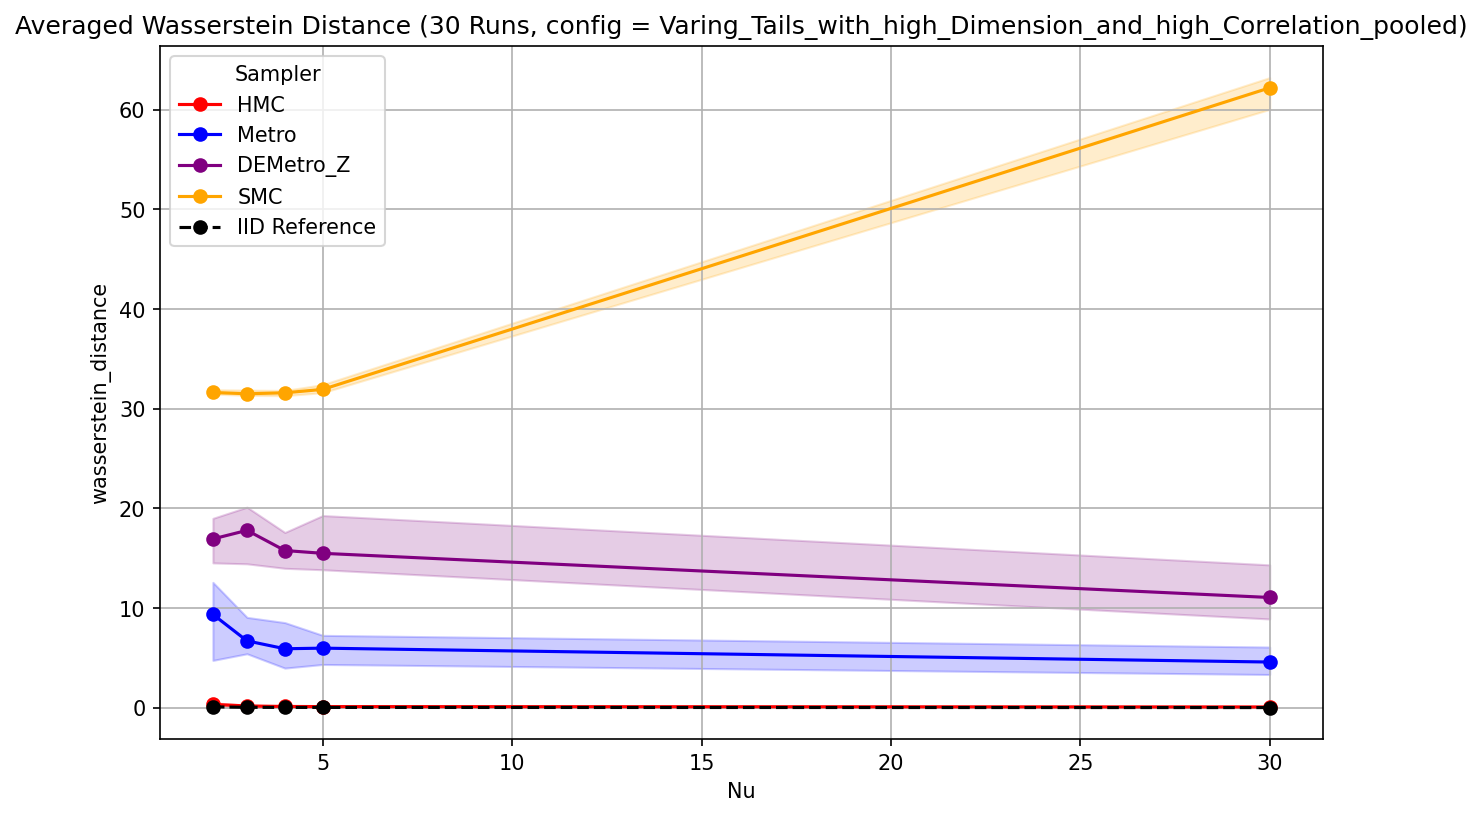 Averaged Wasserstein Distance (30 Runs, config = Varing_Tails_with_high_Dimension_and_high_Correlation_pooled)
Sampler
HMC
Metro
DEMetro_Z
SMC
IID Reference
wasserstein_distance
60
50
40
30
20
10
0
5
10
15
20
25
30
Nu